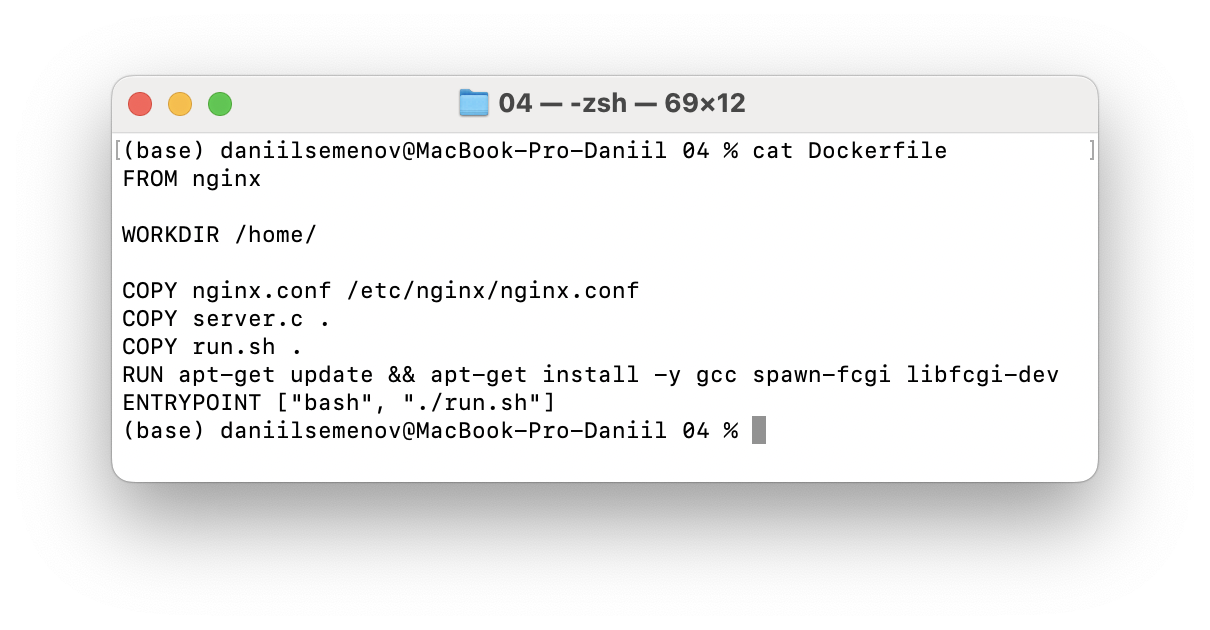 04 — -zsh — 69×12
[(base) daniilsemenov@MacBook-Pro-Daniil 04 % cat Dockerfile ]
FROM nginx
WORKDIR /home/
COPY nginx.conf /etc/nginx/nginx.conf
COPY server.c .
COPY run.sh .
RUN apt-get update && apt-get install -y gcc spawn-fcgi libfcgi-dev
ENTRYPOINT ["bash", "./run.sh"]
(base) daniilsemenov@MacBook-Pro-Daniil 04 %